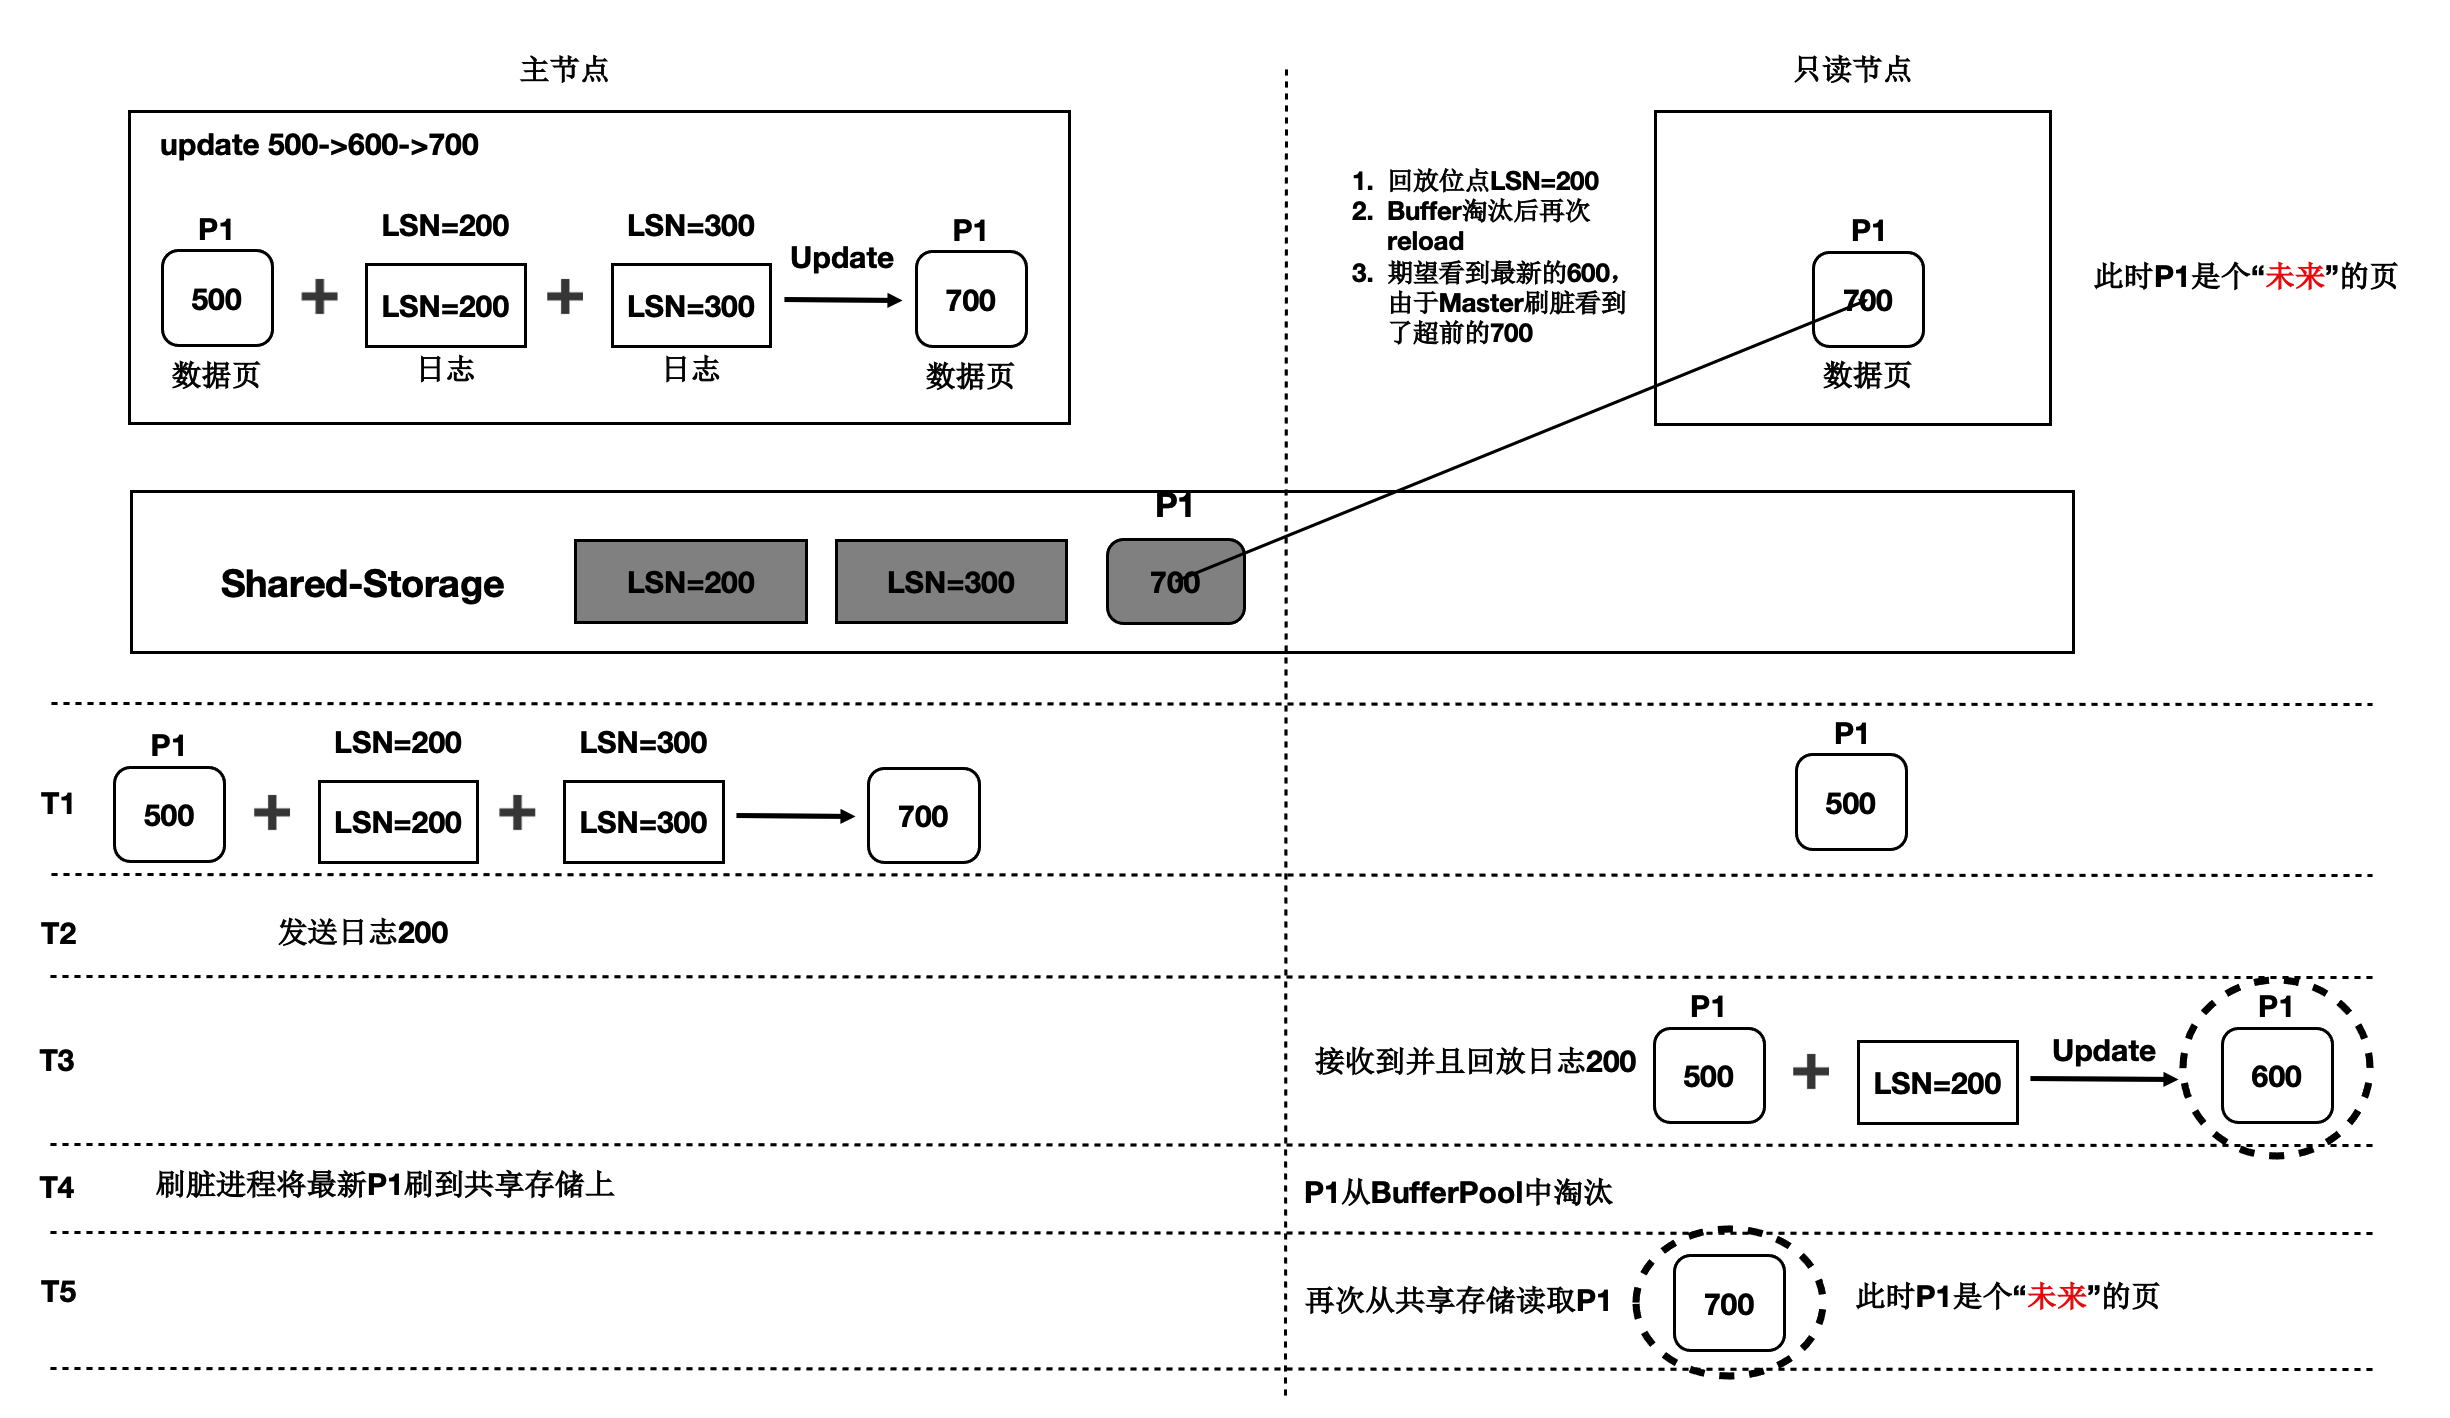 主节点
只读节点
update 500->600->700
P1
LSN=200
LSN=300
Update
P1
500
LSN=200
LSN=300
700
数据页
日志
日志
数据页
1. 回放位点LSN=200
2. Buffer淘汰后再次
reload
3. 期望看到最新的600,
由于Master刷脏看到
了超前的700
P1
700
数据页
此时P1是个“未来”的页
Shared-Storage
LSN=200
LSN=300
P1
700
T1
P1
500
LSN=200
LSN=200
LSN=300
LSN=300
700
P1
500
T2
发送日志200
T3
接收到并且回放日志200
P1
500
LSN=200
Update
P1
600
T4
刷脏进程将最新P1刷到共享存储上
P1从BufferPool中淘汰
T5
再次从共享存储读取P1
700
此时P1是个“未来”的页